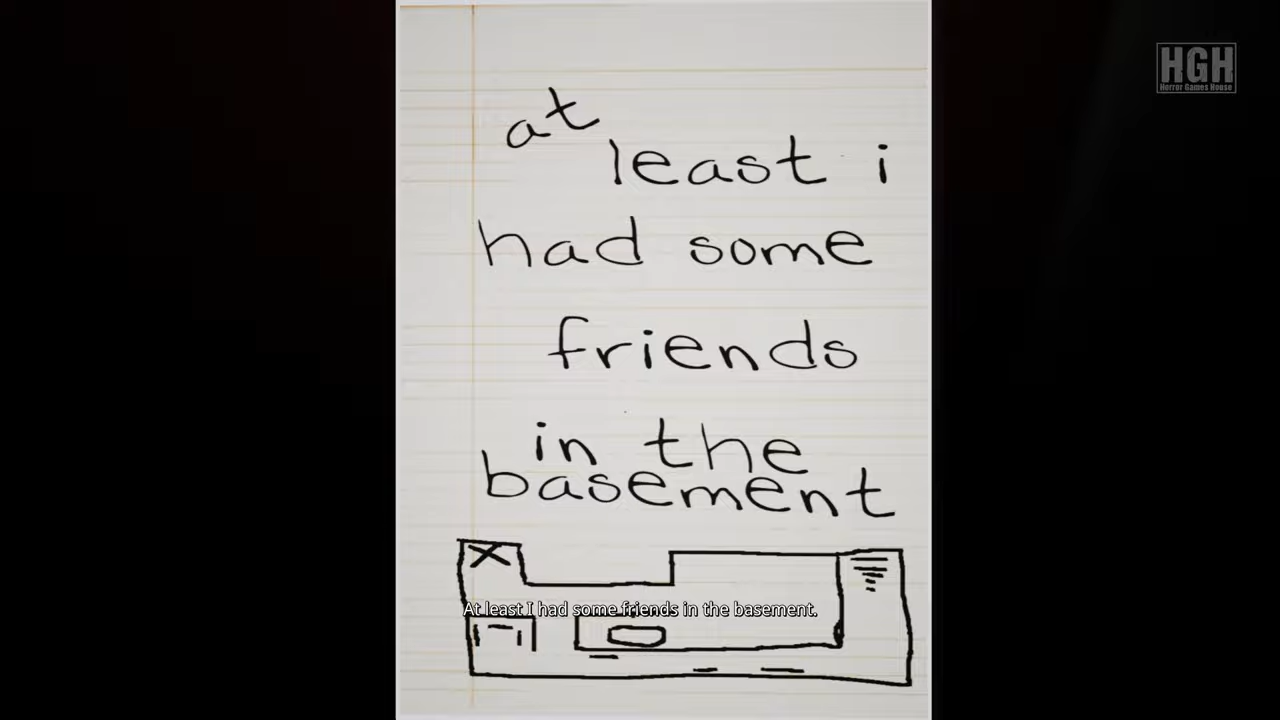 HGH
Horror Games House
at
least i
had some
friends
in the
basement
At least I had some friends in the basement.